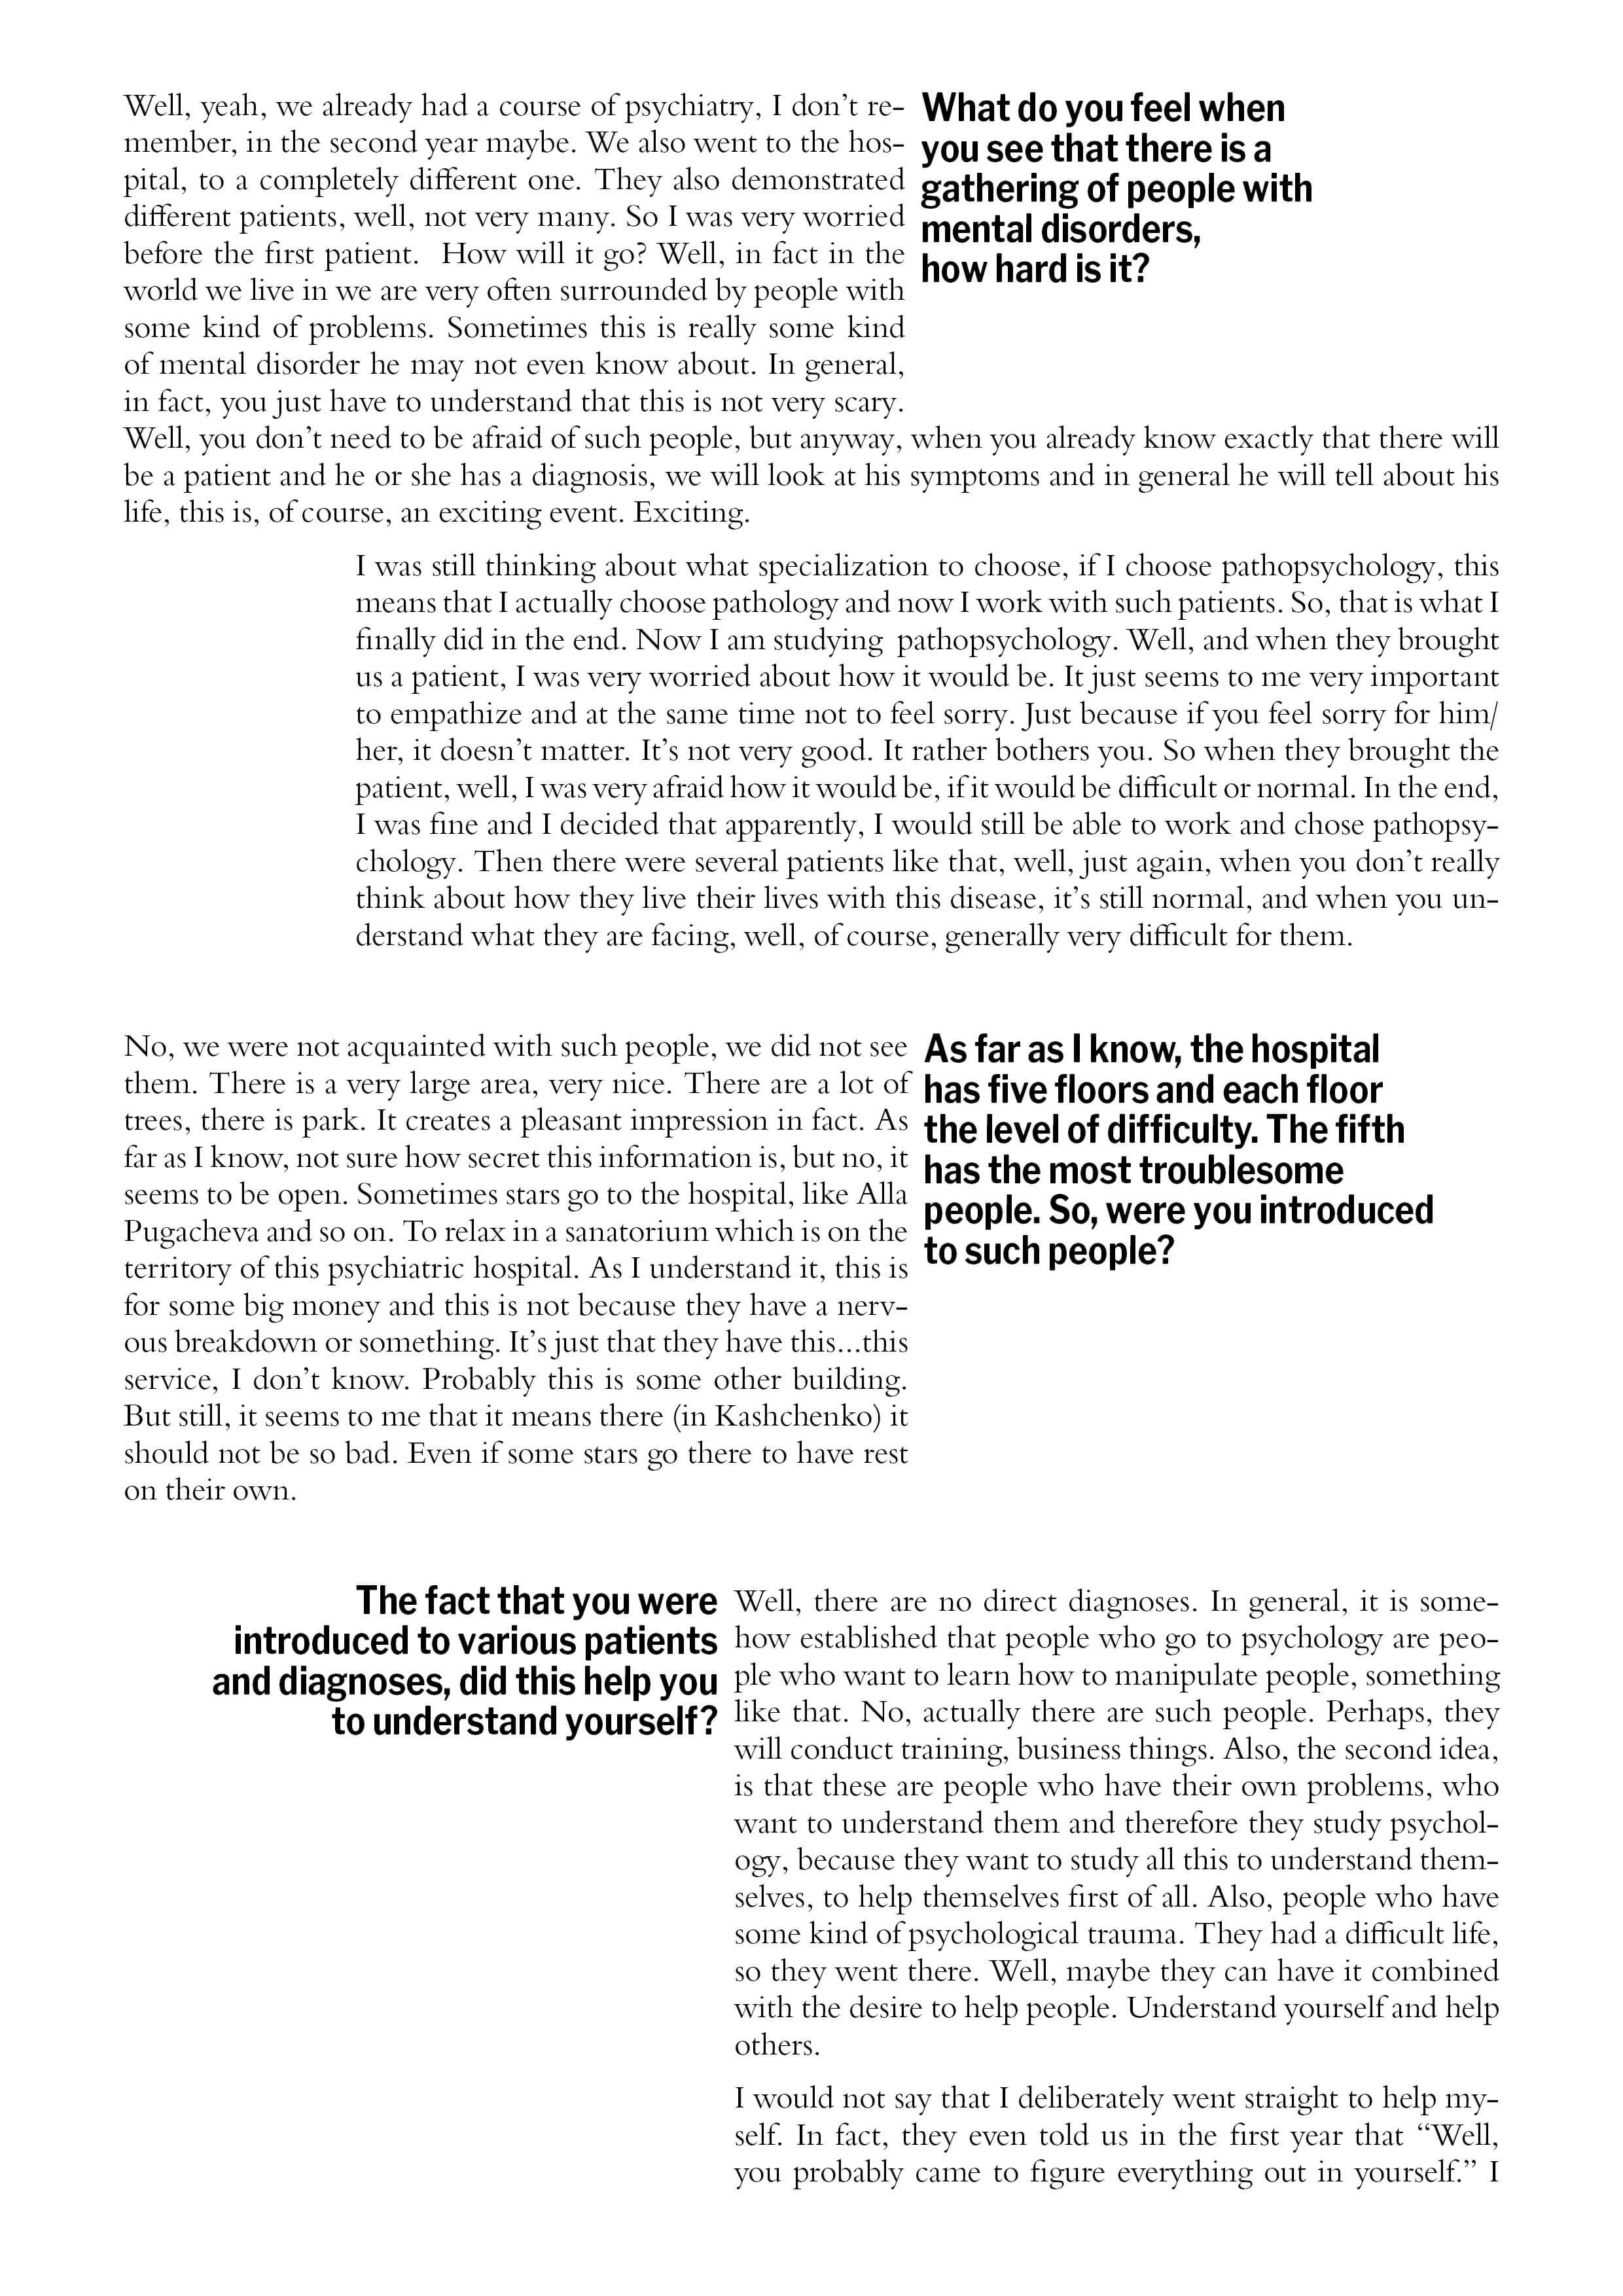 What do you feel when
you see that there is a
gathering of people with
mental disorders,
how hard is it?
Well, yeah, we already had a course of psychiatry, I don't re-
member, in the second year maybe. We also went to the hos-
pital, to a completely different one. They also demonstrated
different patients, well, not very many. So I was very worried
before the first patient.  How will it go? Well, in fact in the
world we live in we are very often surrounded by people with
some kind of problems. Sometimes this is really some kind
of mental disorder he may not even know about. In general,
in fact, you just have to understand that this is not very scary.
Well, you don't need to be afraid of such people, but anyway, when you already know exactly that there will
be a patient and he or she has a diagnosis, we will look at his symptoms and in general he will tell about his
life, this is, of course, an exciting event. Exciting.
I was still thinking about what specialization to choose, if I choose pathopsychology, this
means that I actually choose pathology and now I work with such patients. So, that is what I
finally did in the end. Now I am studying  pathopsychology. Well, and when they brought
us a patient, I was very worried about how it would be. It just seems to me very important
to empathize and at the same time not to feel sorry. Just because if you feel sorry for him/
her, it doesn't matter. It's not very good. It rather bothers you. So when they brought the
patient, well, I was very afraid how it would be, if it would be difficult or normal. In the end,
I was fine and I decided that apparently, I would still be able to work and chose pathopsy-
chology. Then there were several patients like that, well, just again, when you don't really
think about how they live their lives with this disease, it's still normal, and when you un-
derstand what they are facing, well, of course, generally very difficult for them.
As far as I know, the hospital
has five floors and each floor
the level of difficulty. The fifth
has the most troublesome
people. So, were you introduced
to such people?
No, we were not acquainted with such people, we did not see
them. There is a very large area, very nice. There are a lot of
trees, there is park. It creates a pleasant impression in fact. As
far as I know, not sure how secret this information is, but no, it
seems to be open. Sometimes stars go to the hospital, like Alla
Pugacheva and so on. To relax in a sanatorium which is on the
territory of this psychiatric hospital. As I understand it, this is
for some big money and this is not because they have a nerv-
ous breakdown or something. It's just that they have this...this
service, I don't know. Probably this is some other building.
But still, it seems to me that it means there (in Kashchenko) it
should not be so bad. Even if some stars go there to have rest
on their own.
The fact that you were
introduced to various patients
and diagnoses, did this help you
to understand yourself?
Well, there are no direct diagnoses. In general, it is some-
how established that people who go to psychology are peo-
ple who want to learn how to manipulate people, something
like that. No, actually there are such people. Perhaps, they
will conduct training, business things. Also, the second idea,
is that these are people who have their own problems, who
want to understand them and therefore they study psychol-
ogy, because they want to study all this to understand them-
selves, to help themselves first of all. Also, people who have
some kind of psychological trauma. They had a difficult life,
so they went there. Well, maybe they can have it combined
with the desire to help people. Understand yourself and help
others.
I would not say that I deliberately went straight to help my-
self. In fact, they even told us in the first year that “Well,
you probably came to figure everything out in yourself.” I